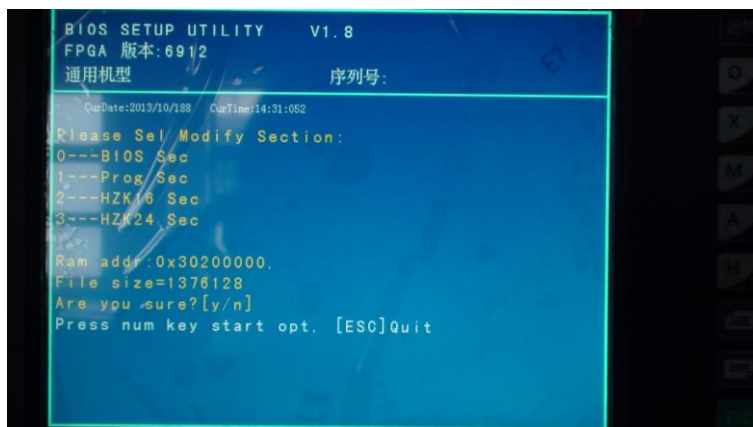 BIOS SETUP UTILITY V1.8
FPGA 版本:6912
通用机型 序列号:
CurDate:2013/10/188 CurTime:14:31:052
Please Sel Modify Section:
0---BIOS Sec
1---Prog Sec
2---HZK16 Sec
3---HZK24 Sec
Ram addr:0x30200000,
File size=1376128
Are you sure?[y/n]
Press num key start opt. [ESC]Quit
O
X
M
A
H